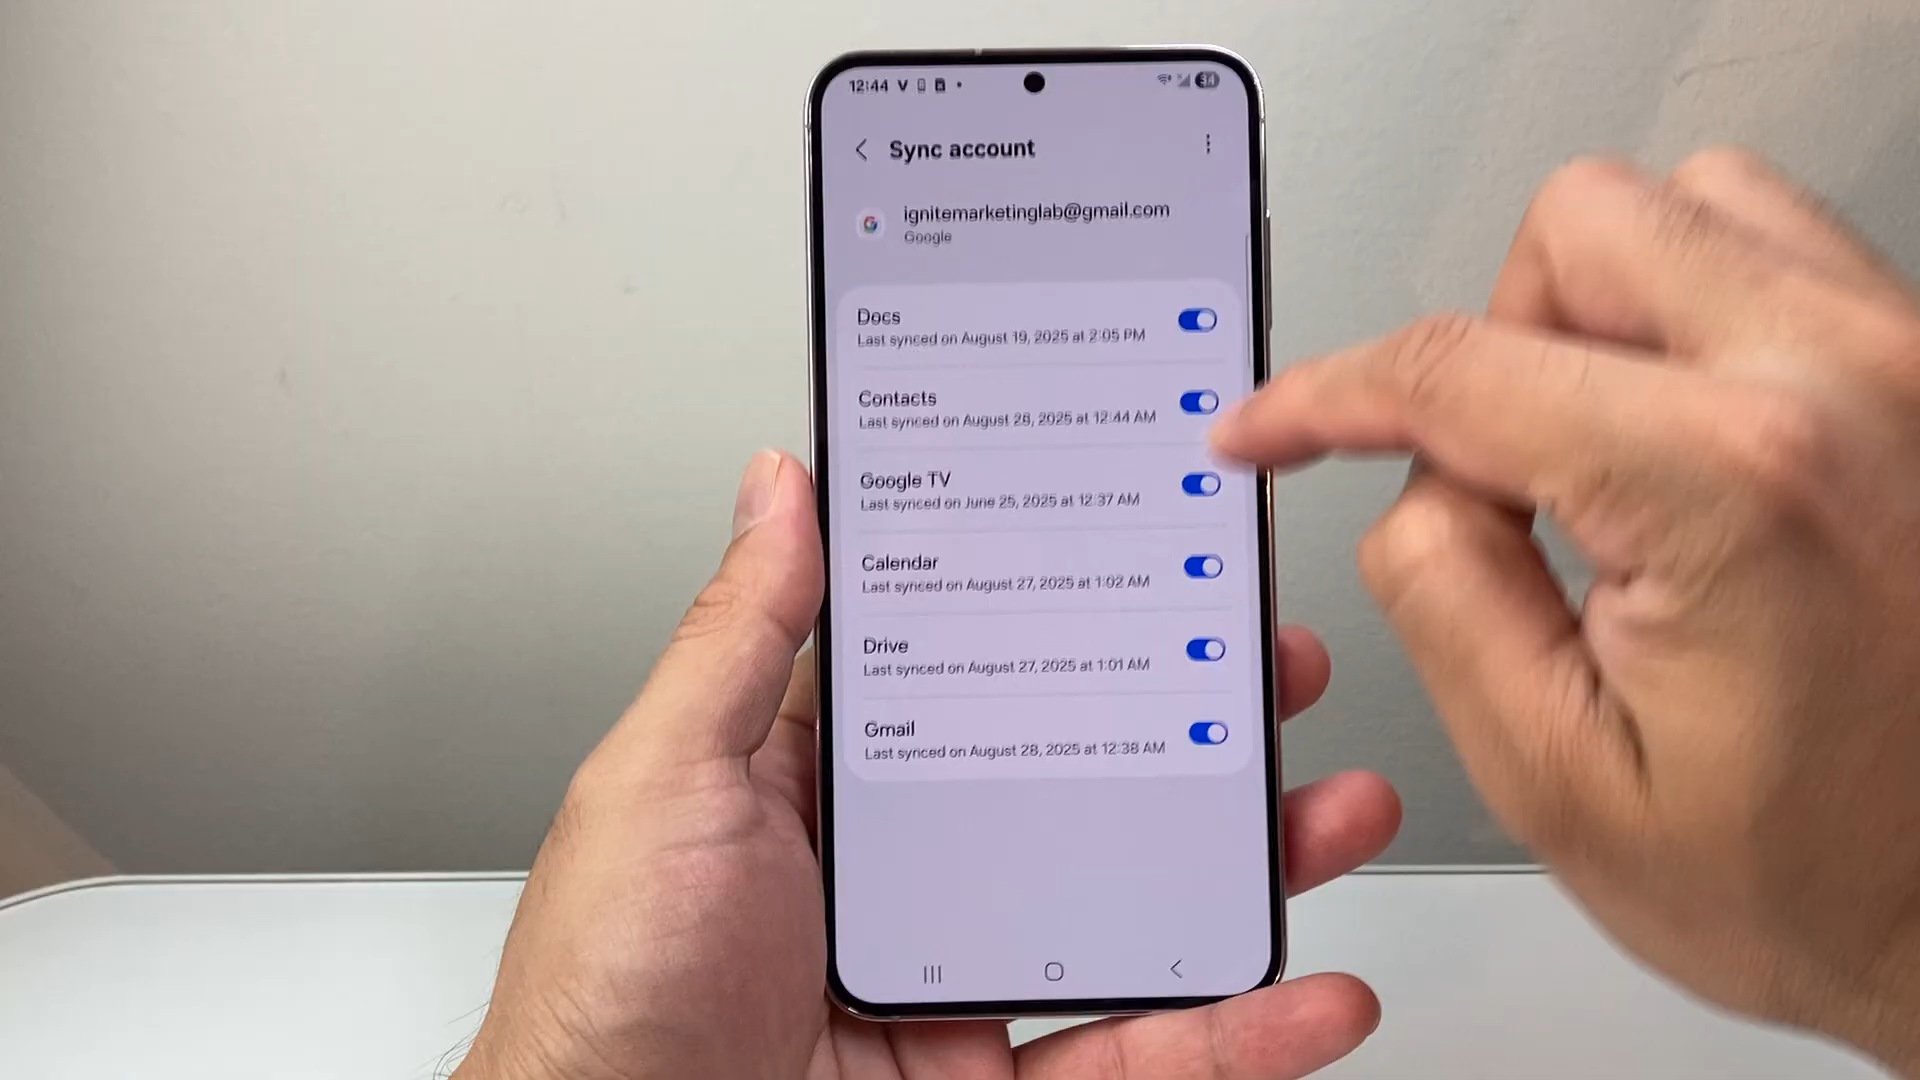 12:44 V
34
Sync account
ignitemarketinglab@gmail.com
Google
Docs
Last synced on August 19, 2025 at 2:05 PM
Contacts
Last synced on August 28, 2025 at 12:44 AM
Google TV
Last synced on June 25, 2025 at 12:37 AM
Calendar
Last synced on August 27, 2025 at 1:02 AM
Drive
Last synced on August 27, 2025 at 1:01 AM
Gmail
Last synced on August 28, 2025 at 12:38 AM